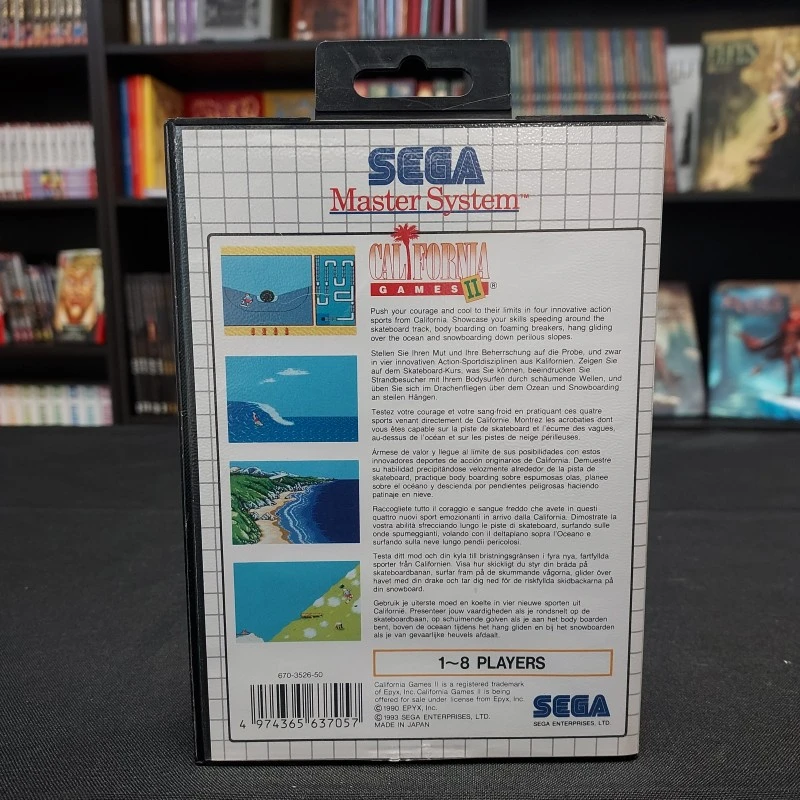 SEGA
Master System™
CALIFORNIA
GAMES II®
Push your courage and cool to their limits in four innovative action
sports from California. Showcase your skills speeding around the
skateboard track, body boarding on foaming breakers, hang gliding
over the ocean and snowboarding down perilous slopes.
Stellen Sie Ihren Mut und Ihre Beherrschung auf die Probe, und zwar
in vier innovativen Action-Sportdisziplinen aus Kalifornien. Zeigen Sie
auf dem Skateboard-Kurs, was Sie können, beeindrucken Sie
Strandbesucher mit Ihrem Bodysurfen durch schäumende Wellen, und
üben Sie sich im Drachenfliegen über dem Ozean und Snowboarding
an steilen Hängen.
Testez votre courage et votre sang-froid en pratiquant ces quatre
sports venant directement de Californie. Montrez les acrobaties dont
vous êtes capable sur la piste de skateboard et l'écume des vagues,
au-dessus de l'océan et sur les pistes de neige périlleuses.
Armese de valor y llegue al límite de sus posibilidades con estos
innovadores deportes de acción originarios de California. Demuestre
su habilidad precipitándose velozmente alrededor de la pista de
skateboard, practique body boarding sobre espumosas olas, planee
sobre el océano y descienda por pendientes peligrosas haciendo
patinaje en nieve.
Raccogliete tutto il coraggio e sangue freddo che avete in questi
quattro nuovi sport emozionanti in arrivo dalla California. Dimostrate la
vostra abilità sfrecciando lungo le piste di skateboard, surfando sulle
onde spumeggianti, volando con il deltaplano sopra l'Oceano e
surfando sulla neve lungo pendii pericolosi.
Testa ditt mod och din kyla till bristningsgränsen i fyra nya, fartfyllda
sporter från Californien. Visa hur skickligt du styr din bräda på
skateboardbanan, surfar fram på de skummande vågorna, glider över
havet med din drake och tar dig ned för de riskfyllda skidbackarna på
din snowboard.
Gebruik je uiterste moed en koelte in vier nieuwe sporten uit
Californië. Presenteer jouw vaardigheden als je rondsnelt op de
skateboardbaan, op schuimende golven als je aan het body boarden
bent, boven de oceaan tijdens het hang gliden en bij het snowboarden
als je van gevaarlijke heuvels afdaalt.
1~8 PLAYERS
670-3526-50
4 974365 637057
California Games II is a registered trademark
of Epyx, Inc. California Games II is being
offered for sale under license from Epyx, Inc.
© 1990 EPYX, Inc.
© 1993 SEGA ENTERPRISES, LTD.
MADE IN JAPAN
SEGA
SEGA ENTERPRISES, LTD.